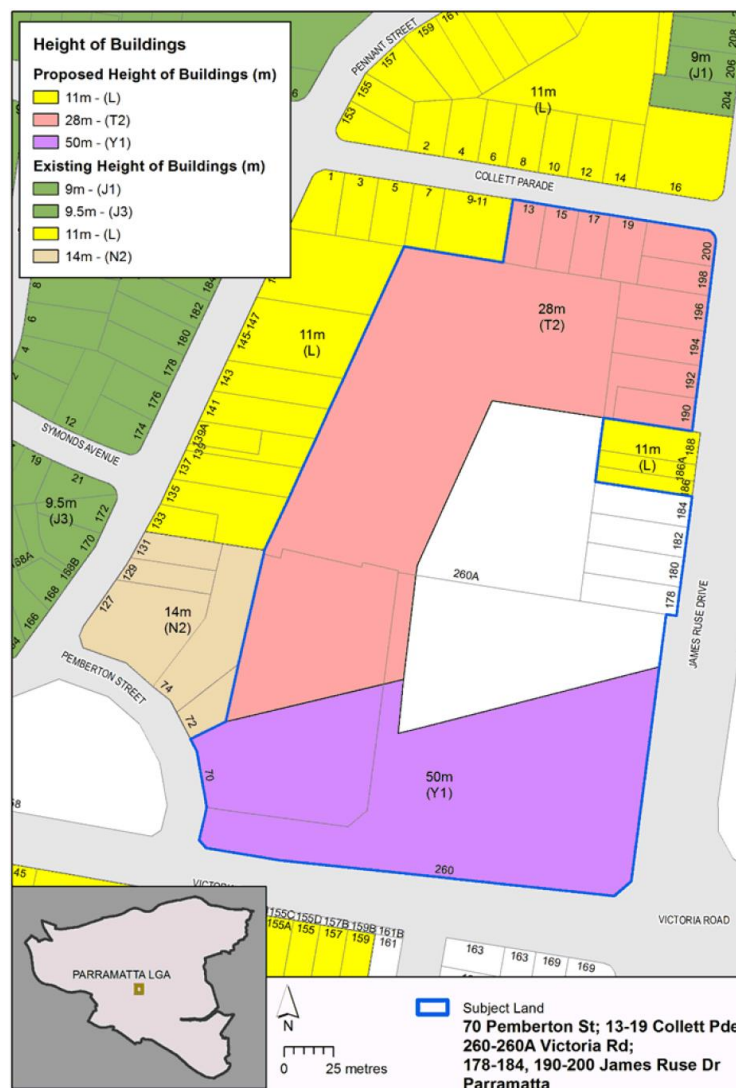 Height of Buildings
Proposed Height of Buildings (m)
11m - (L)
28m - (T2)
50m - (Y1)
Existing Height of Buildings (m)
9m - (J1)
9.5m - (J3)
11m - (L)
14m - (N2)
PENNANT STREET
153
155
157
159
161
11m
(L)
9m
(J1)
208
206
204
2
4
6
8
10
12
14
16
COLLETT PARADE
1
3
5
7
9-11
13
15
17
19
200
198
196
194
192
190
28m
(T2)
11m
(L)
145-147
143
141
139A
139
137
135
133
8
6
4
12
184
182
180
178
176
174
SYMONDS AVENUE
19
21
172
170
9.5m
(J3)
188A
188B
168
166
131
129
127
14m
(N2)
74
72
PEMBERTON STREET
11m
(L)
188
186A
186
184
182
180
178
260A
JAMES RUSE DRIVE
70
50m
(Y1)
260
VICTORIA ROAD
45
155C
155D
157B
159B
161B
155A
155
157
159
161
163
163
169
169
PARRAMATTA LGA
N
0
25 metres
Subject Land
70 Pemberton St; 13-19 Collett Pde
260-260A Victoria Rd;
178-184, 190-200 James Ruse Dr
Parramatta